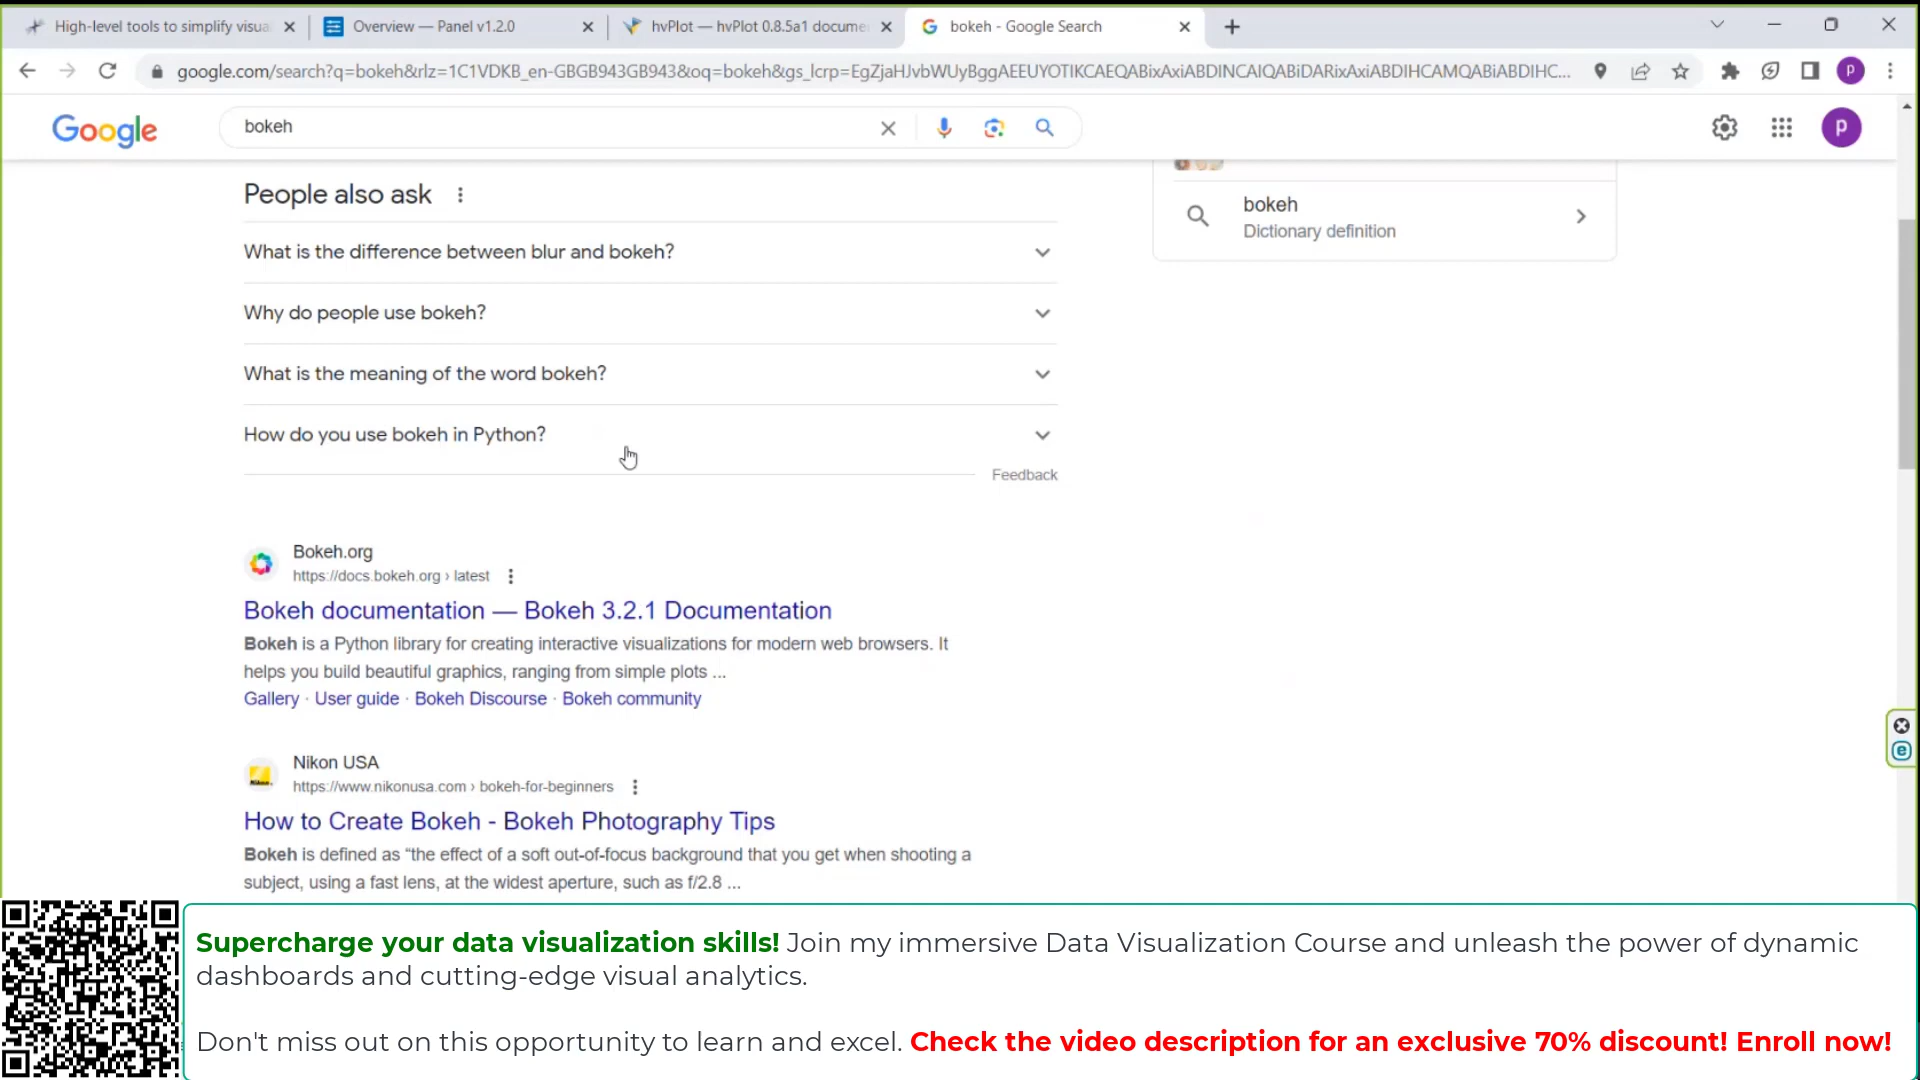 High-level tools to simplify visua
Overview — Panel v1.2.0
hvPlot — hvPlot 0.8.5a1 docume
bokeh - Google Search
google.com/search?q=bokeh&rlz=1C1VDKB_en-GBGB943GB943&oq=bokeh&gs_lcrp=EgZjaHJvbWUyBggAEEUYOTIKCAEQABixAxiABDINCAIQABiDARixAxiABDIHCAMQABiABDIHC...
P
Google
bokeh
p
People also ask
What is the difference between blur and bokeh?
Why do people use bokeh?
What is the meaning of the word bokeh?
How do you use bokeh in Python?
Feedback
bokeh
Dictionary definition
Bokeh.org
https://docs.bokeh.org › latest
Bokeh documentation — Bokeh 3.2.1 Documentation
Bokeh is a Python library for creating interactive visualizations for modern web browsers. It
helps you build beautiful graphics, ranging from simple plots ...
Gallery · User guide · Bokeh Discourse · Bokeh community
Nikon USA
https://www.nikonusa.com › bokeh-for-beginners
How to Create Bokeh - Bokeh Photography Tips
Bokeh is defined as “the effect of a soft out-of-focus background that you get when shooting a
subject, using a fast lens, at the widest aperture, such as f/2.8 ...
Supercharge your data visualization skills! Join my immersive Data Visualization Course and unleash the power of dynamic
dashboards and cutting-edge visual analytics.
Don't miss out on this opportunity to learn and excel. Check the video description for an exclusive 70% discount! Enroll now!